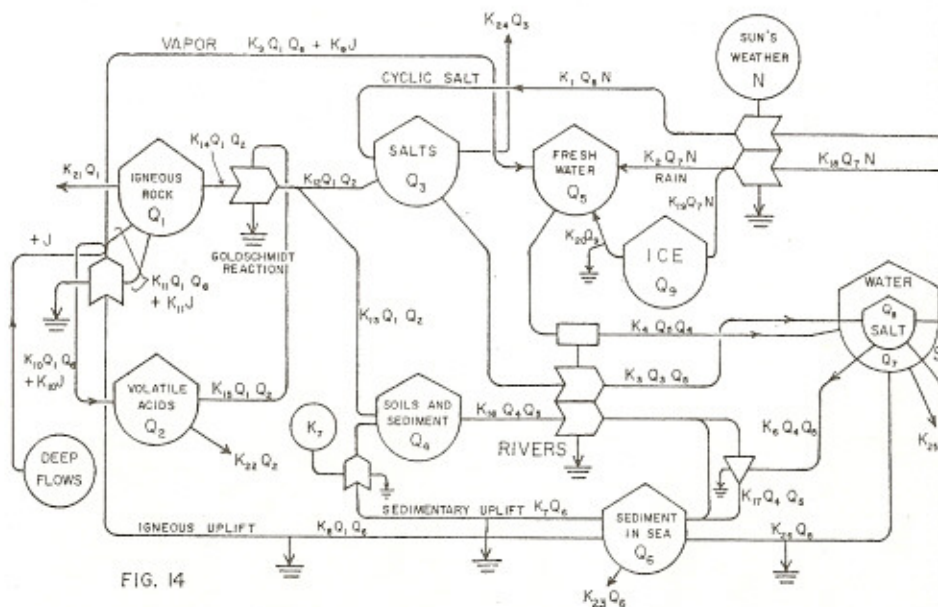 VAPOR K9 Q1 Q6 + K9 J
K24 Q3
SUN'S
WEATHER
N
CYCLIC SALT
K1 Q8 N
K14 Q1 Q2
SALTS
Q3
FRESH
WATER
Q5
K2 Q7 N
RAIN
K18 Q7 N
K21 Q1
IGNEOUS
ROCK
Q1
K12 Q1 Q2
K19 Q7 N
+ J
GOLDSCHMIDT
REACTION
K20 Q9
ICE
Q9
WATER
Q8
SALT
Q7
K11 Q1 Q6
+ K11 J
K13 Q1 Q2
K4 Q5 Q4
K3 Q3 Q5
K10 Q1 Q6
+ K10 J
VOLATILE
ACIDS
Q2
K15 Q1 Q2
K7
SOILS AND
SEDIMENT
Q4
K16 Q4 Q5
K6 Q4 Q5
K25
RIVERS
DEEP
FLOWS
K22 Q2
K17 Q4 Q5
SEDIMENTARY UPLIFT K7 Q6
IGNEOUS UPLIFT
K8 Q1 Q6
SEDIMENT
IN SEA
Q6
FIG. 14
K23 Q6